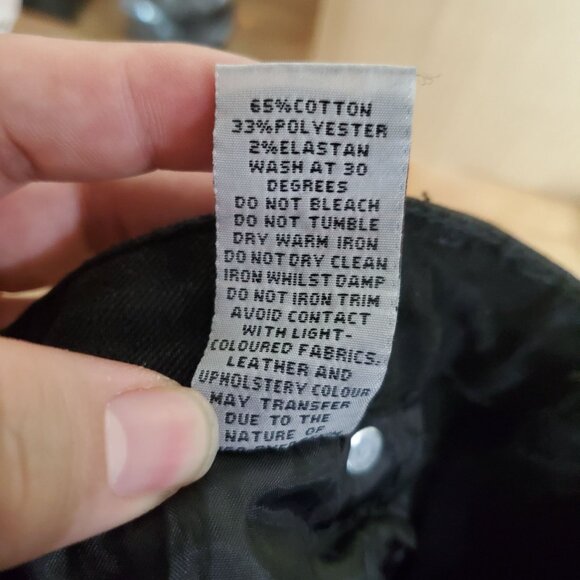 65%COTTON
33%POLYESTER
2%ELASTAN
WASH AT 30
DEGREES
DO NOT BLEACH
DO NOT TUMBLE
DRY WARM IRON
DO NOT DRY CLEAN
IRON WHILST DAMP
DO NOT IRON TRIM
AVOID CONTACT
WITH LIGHT-
COLOURED FABRICS.
LEATHER AND
UPHOLSTERY COLOUR
MAY TRANSFER
DUE TO THE
NATURE OF